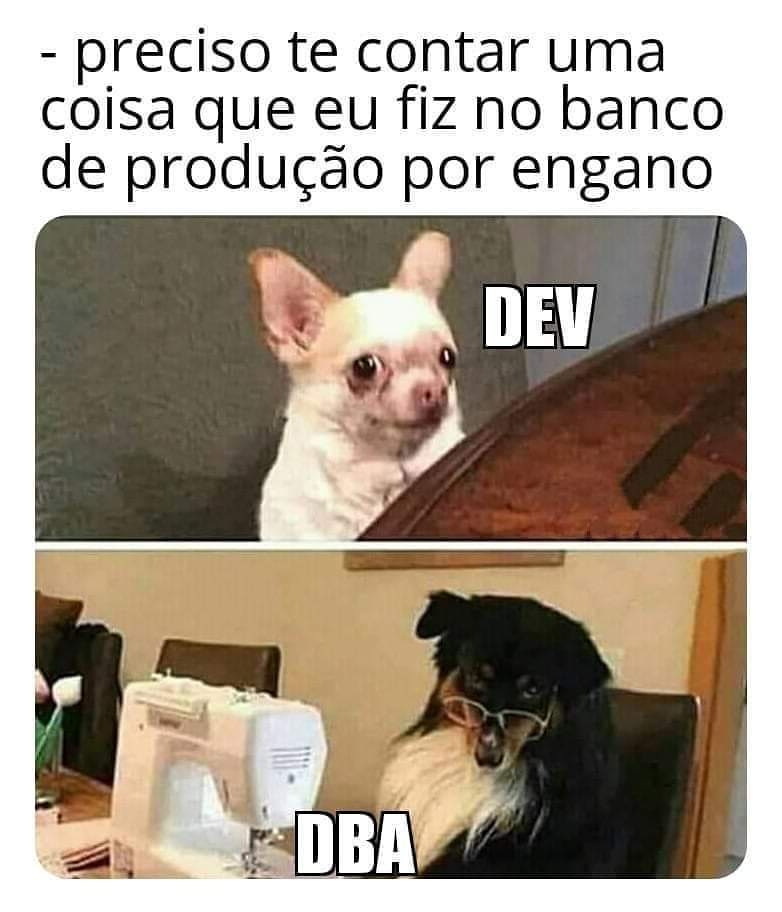 - preciso te contar uma
coisa que eu fiz no banco
de produção por engano
DEV
DBA